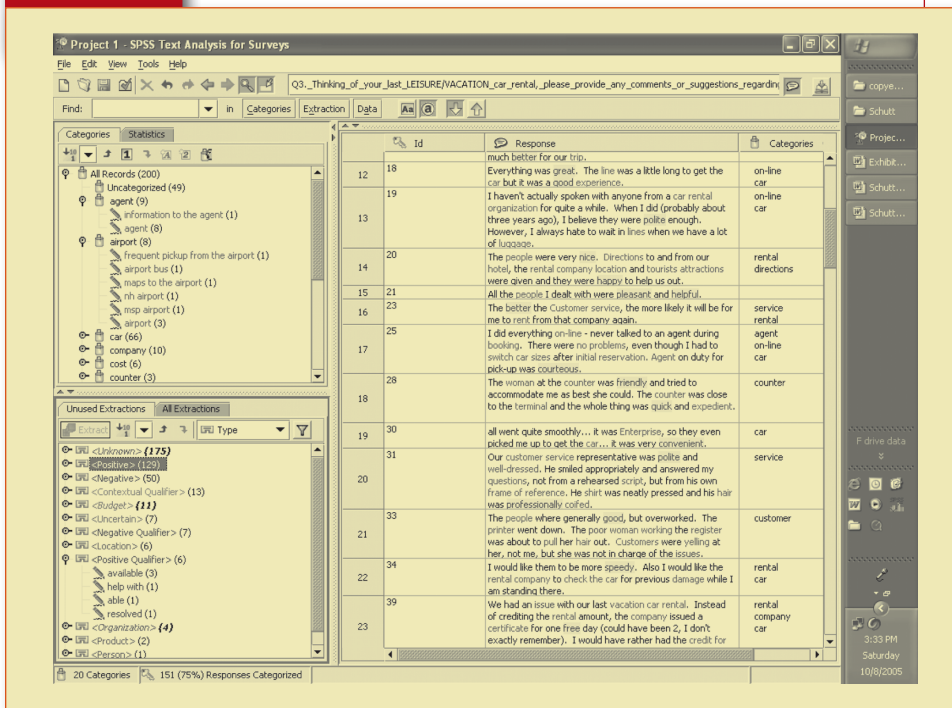 Project 1 - SPSS Text Analysis for Surveys
File Edit View Tools Help
Q3._Thinking_of_your_last_LEISURE/VACATION_car_rental,_please_provide_any_comments_or_suggestions_regarding
Find: in Categories Extraction Data Aa @
Categories Statistics
All Records (200)
Uncategorized (49)
agent (9)
information to the agent (1)
agent (8)
airport (8)
frequent pickup from the airport (1)
airport bus (1)
maps to the airport (1)
nh airport (1)
msp airport (1)
airport (3)
car (66)
company (10)
cost (6)
counter (3)
Unused Extractions All Extractions
Extract Type
<Unknown> {175}
<Positive> (129)
<Negative> (50)
<Contextual Qualifier> (13)
<Budget> {11}
<Uncertain> (7)
<Negative Qualifier> (7)
<Location> (6)
<Positive Qualifier> (6)
available (3)
help with (1)
able (1)
resolved (1)
<Organization> {4}
<Product> (2)
<Person> (1)
20 Categories 151 (75%) Responses Categorized
Id Response Categories
much better for our trip.
12 18 Everything was great. The line was a little long to get the on-line
car but it was a good experience. car
13 19 I haven't actually spoken with anyone from a car rental on-line
organization for quite a while. When I did (probably about car
three years ago), I believe they were polite enough.
However, I always hate to wait in lines when we have a lot
of luggage.
14 20 The people were very nice. Directions to and from our rental
hotel, the rental company location and tourists attractions directions
were given and they were happy to help us out.
15 21 All the people I dealt with were pleasant and helpful.
16 23 The better the Customer service, the more likely it will be for service
me to rent from that company again. rental
17 25 I did everything on-line - never talked to an agent during agent
booking. There were no problems, even though I had to on-line
switch car sizes after initial reservation. Agent on duty for car
pick-up was courteous.
18 28 The woman at the counter was friendly and tried to counter
accommodate me as best she could. The counter was close
to the terminal and the whole thing was quick and expedient.
19 30 all went quite smoothly... it was Enterprise, so they even car
picked me up to get the car... it was very convenient.
20 31 Our customer service representative was polite and service
well-dressed. He smiled appropriately and answered my
questions, not from a rehearsed script, but from his own
frame of reference. He shirt was neatly pressed and his hair
was professionally coifed.
21 33 The people where generally good, but overworked. The customer
printer went down. The poor woman working the register
was about to pull her hair out. Customers were yelling at
her, not me, but she was not in charge of the issues.
22 34 I would like them to be more speedy. Also I would like the rental
rental company to check the car for previous damage while I car
am standing there.
23 39 We had an issue with our last vacation car rental. Instead rental
of crediting the rental amount, the company issued a company
certificate for one free day (could have been 2, I don't car
exactly remember). I would have rather had the credit for
copye...
Schutt
Projec...
Exhibit...
Schutt...
Schutt...
F drive data
3:33 PM
Saturday
10/8/2005